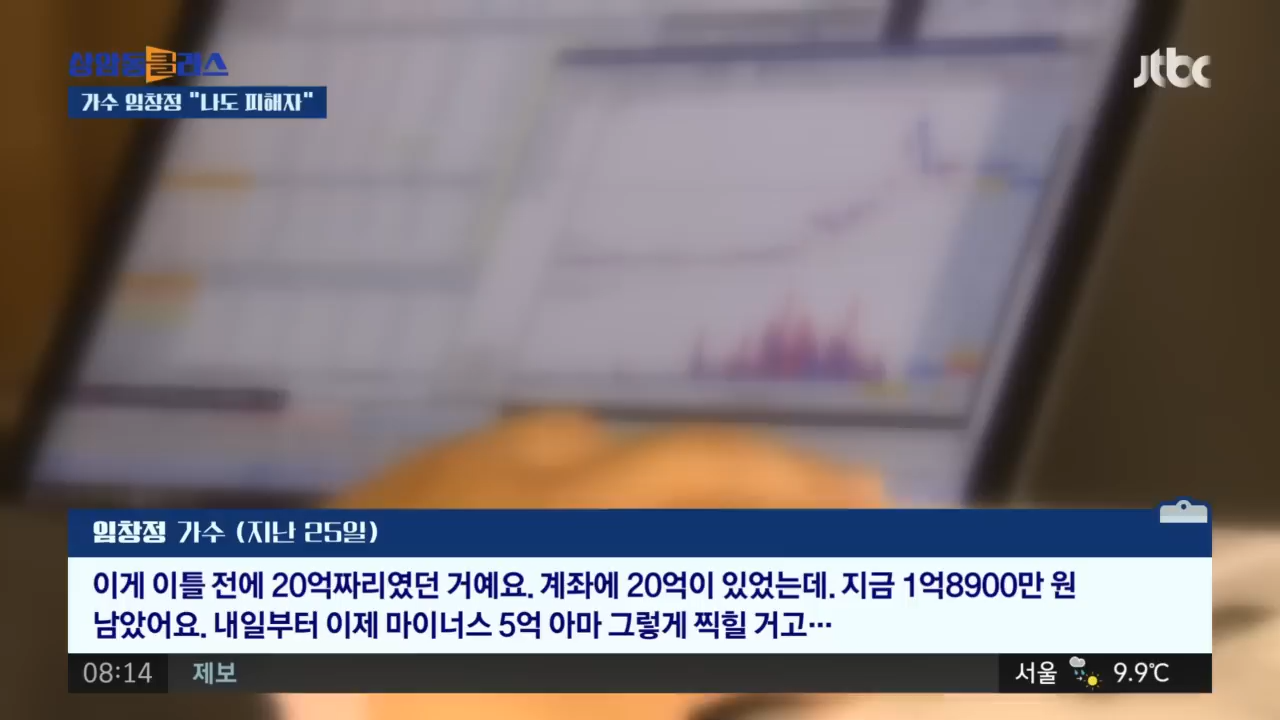 상암동클라스
jtbc
가수 임창정 "나도 피해자"
임창정 가수 (지난 25일)
이게 이틀 전에 20억짜리였던 거예요. 계좌에 20억이 있었는데. 지금 1억8900만 원
남았어요. 내일부터 이제 마이너스 5억 아마 그렇게 찍힐 거고…
08:14 제보 서울 9.9℃